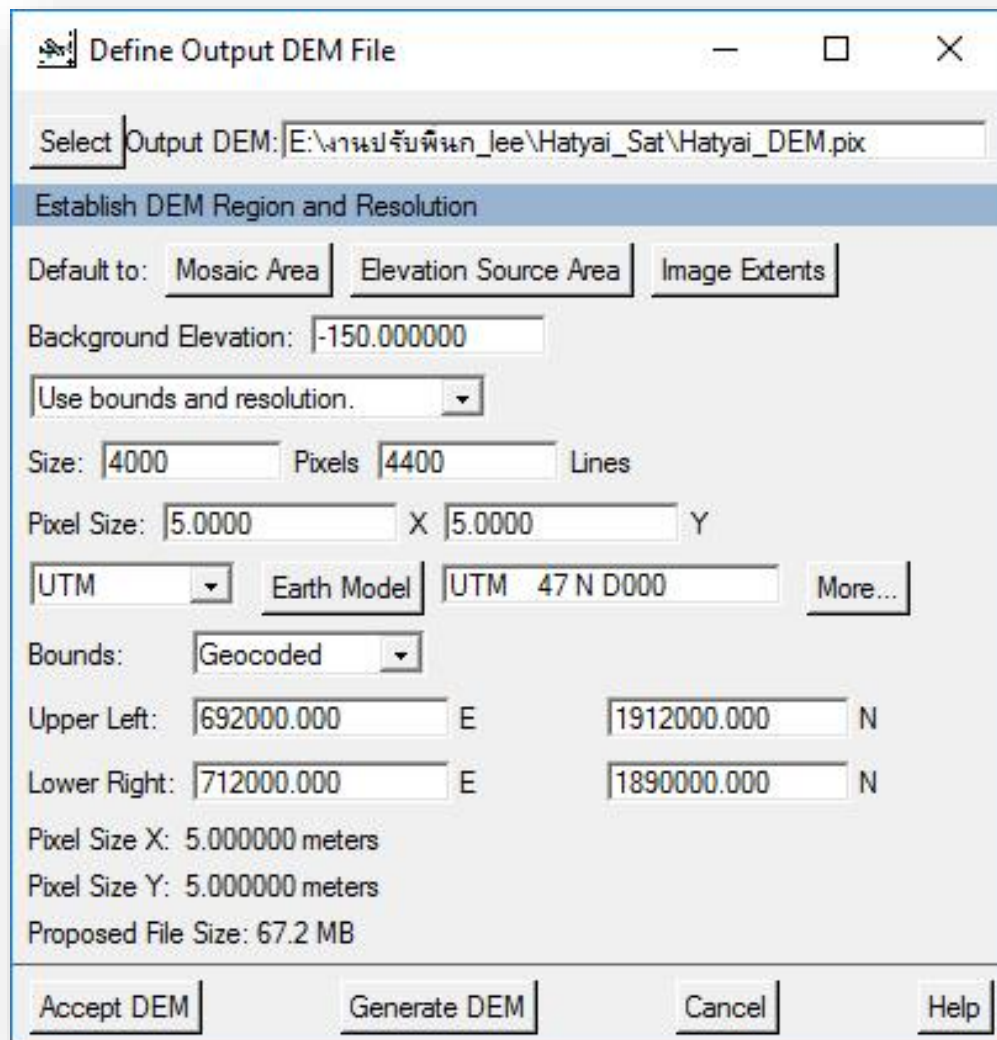 Define Output DEM File
Select Output DEM: E:\งานปรับพื้นก_lee\Hatyai_Sat\Hatyai_DEM.pix
Establish DEM Region and Resolution
Default to: Mosaic Area Elevation Source Area Image Extents
Background Elevation: -150.000000
Use bounds and resolution.
Size: 4000 Pixels 4400 Lines
Pixel Size: 5.0000 X 5.0000 Y
UTM Earth Model UTM 47 N D000 More...
Bounds: Geocoded
Upper Left: 692000.000 E 1912000.000 N
Lower Right: 712000.000 E 1890000.000 N
Pixel Size X: 5.000000 meters
Pixel Size Y: 5.000000 meters
Proposed File Size: 67.2 MB
Accept DEM Generate DEM Cancel Help